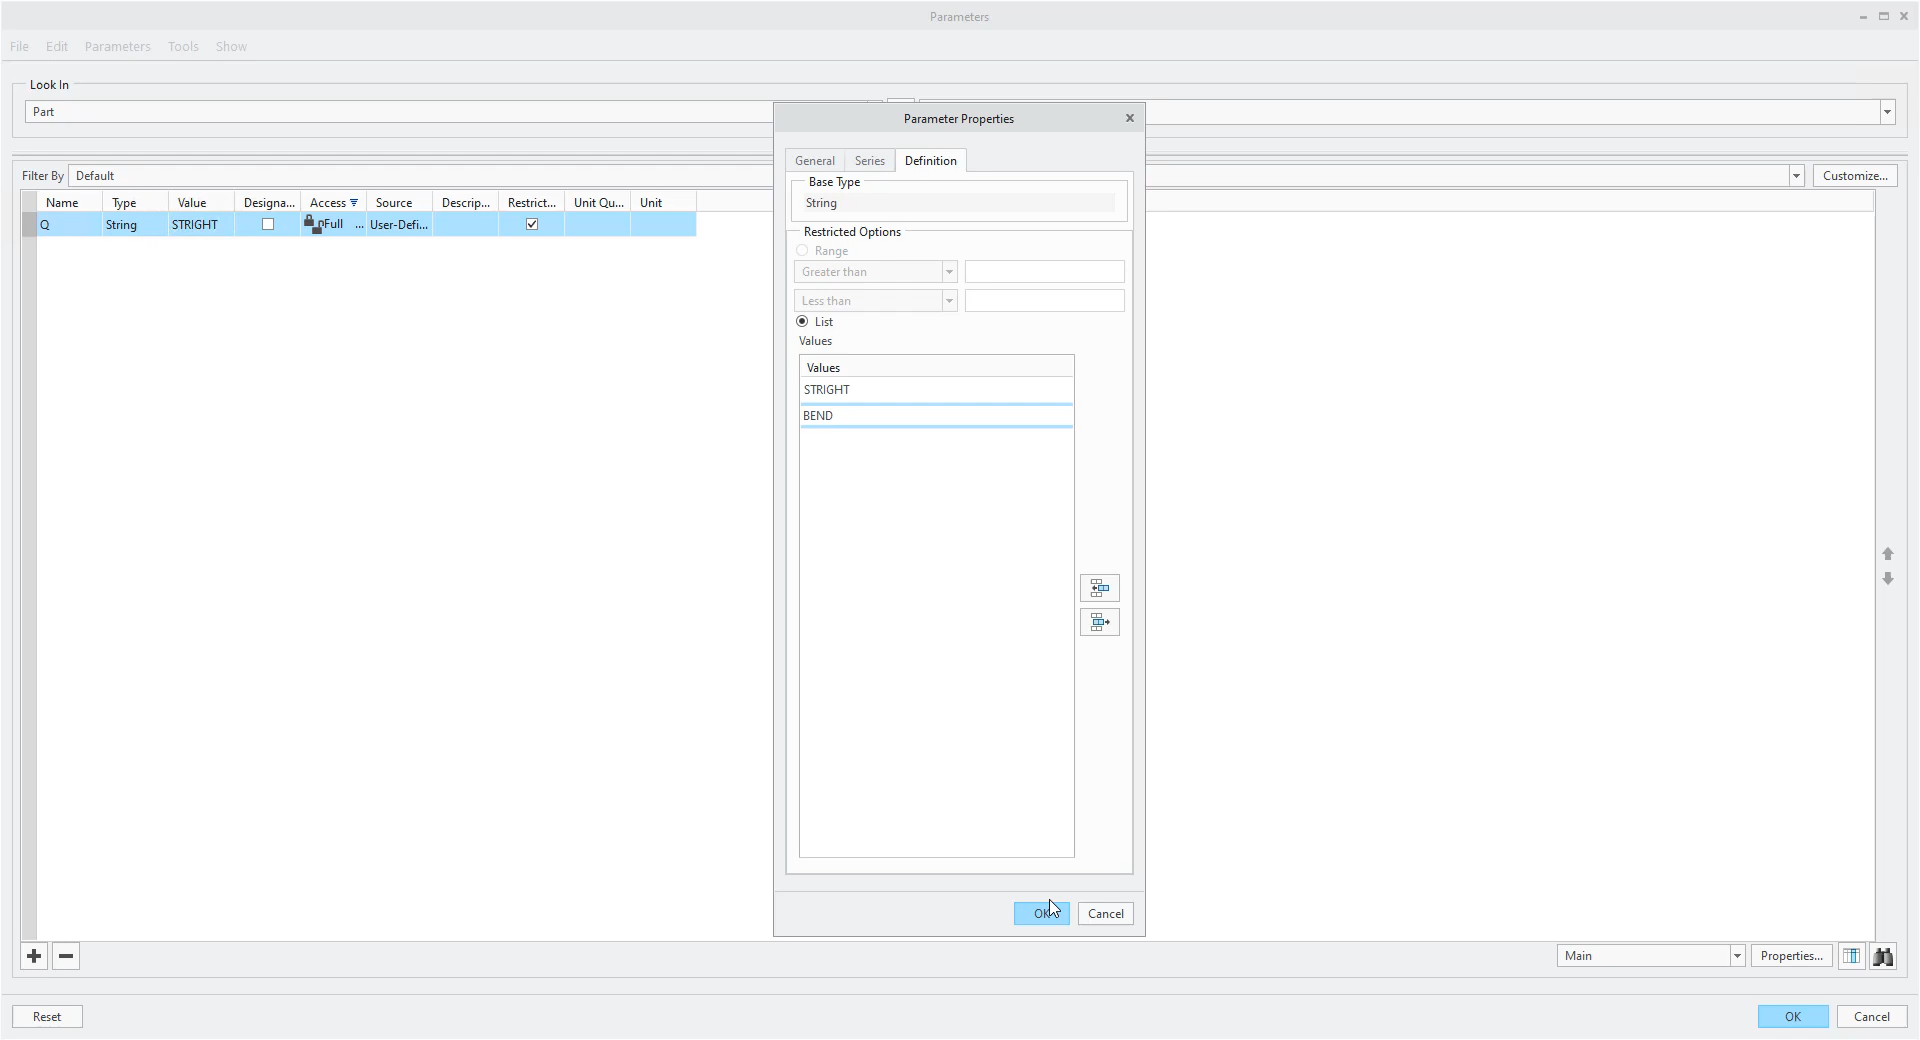 Parameters
File Edit Parameters Tools Show
Look In
Part
Filter By Default
Customize...
Name Type Value Designa... Access Source Descrip... Restrict... Unit Qu... Unit
Q String STRIGHT Full ... User-Defi...
Parameter Properties
General Series Definition
Base Type
String
Restricted Options
Range
Greater than
Less than
List
Values
Values
STRIGHT
BEND
OK Cancel
Main Properties...
Reset OK Cancel